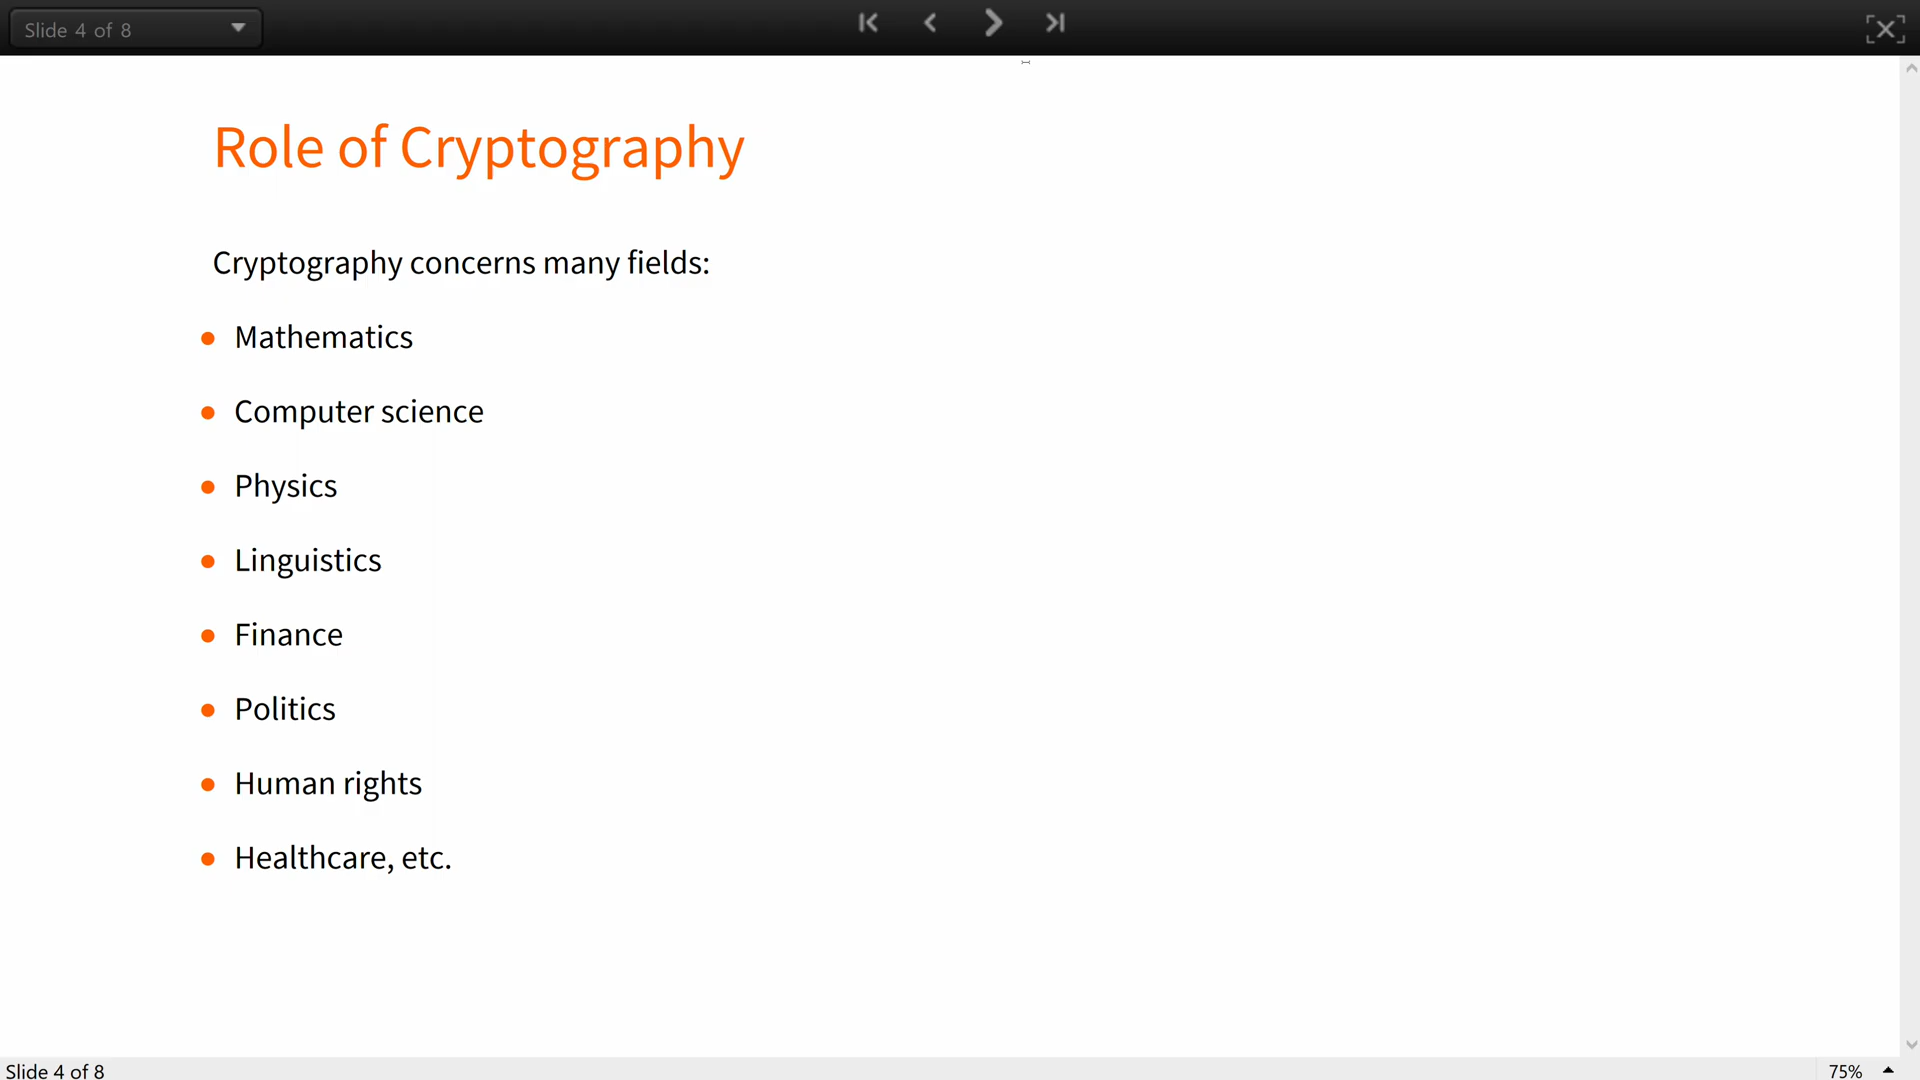 Slide 4 of 8
Role of Cryptography
Cryptography concerns many fields:
Mathematics
Computer science
Physics
Linguistics
Finance
Politics
Human rights
Healthcare, etc.
Slide 4 of 8
75%